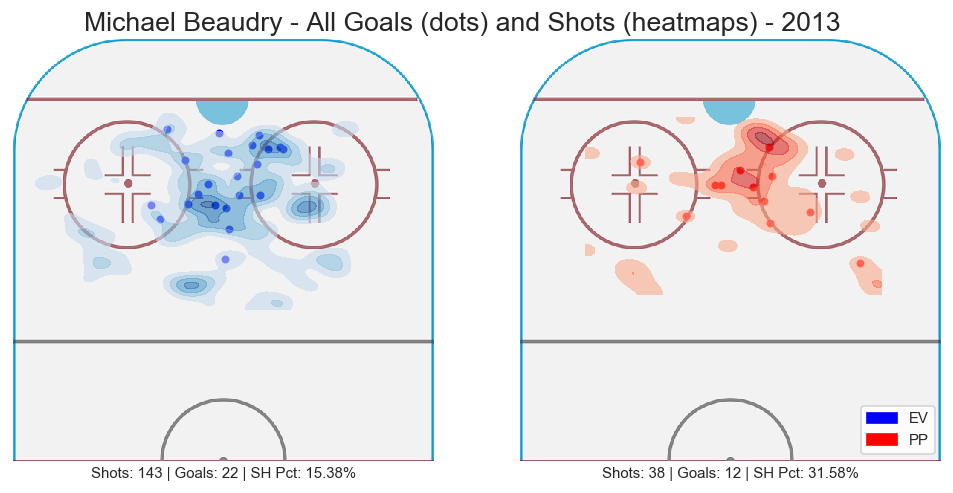 Michael Beaudry - All Goals (dots) and Shots (heatmaps) - 2013
EV
PP
Shots: 143 | Goals: 22 | SH Pct: 15.38%
Shots: 38 | Goals: 12 | SH Pct: 31.58%